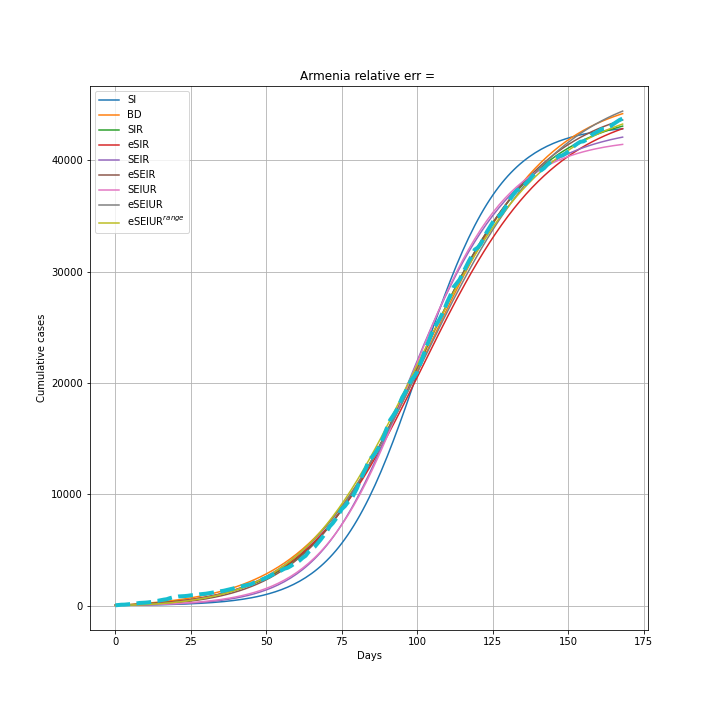 Armenia relative err =
SI
BD
SIR
eSIR
SEIR
eSEIR
SEIUR
eSEIUR
eSEIUR^range
40000
30000
20000
10000
0
Cumulative cases
0 25 50 75 100 125 150 175
Days